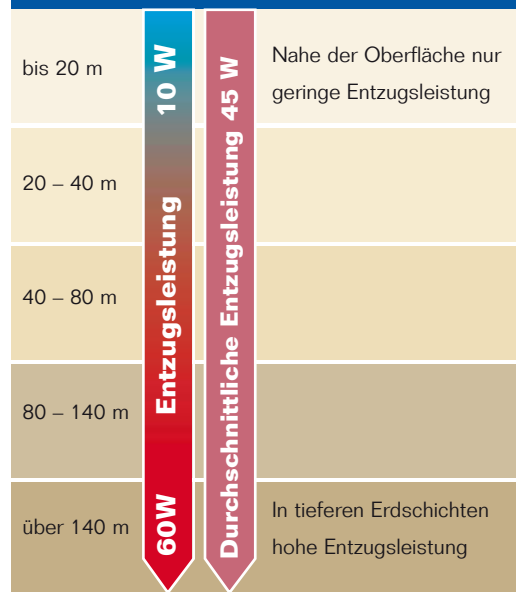 bis 20 m
Nahe der Oberfläche nur
geringe Entzugsleistung
20 – 40 m
40 – 80 m
80 – 140 m
über 140 m
In tieferen Erdschichten
hohe Entzugsleistung
60W Entzugsleistung 10 W
Durchschnittliche Entzugsleistung 45 W